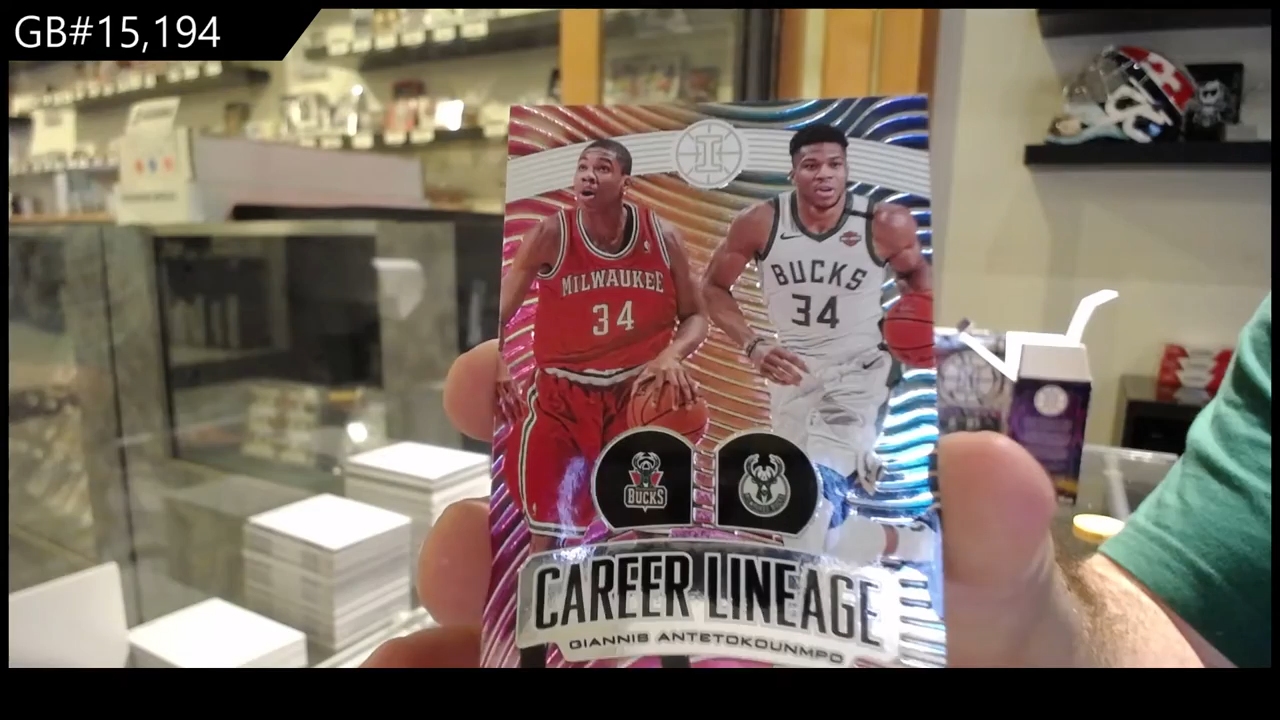 GB#15,194
MILWAUKEE
34
BUCKS
34
BUCKS
CAREER LINEAGE
GIANNIS ANTETOKOUNMPO